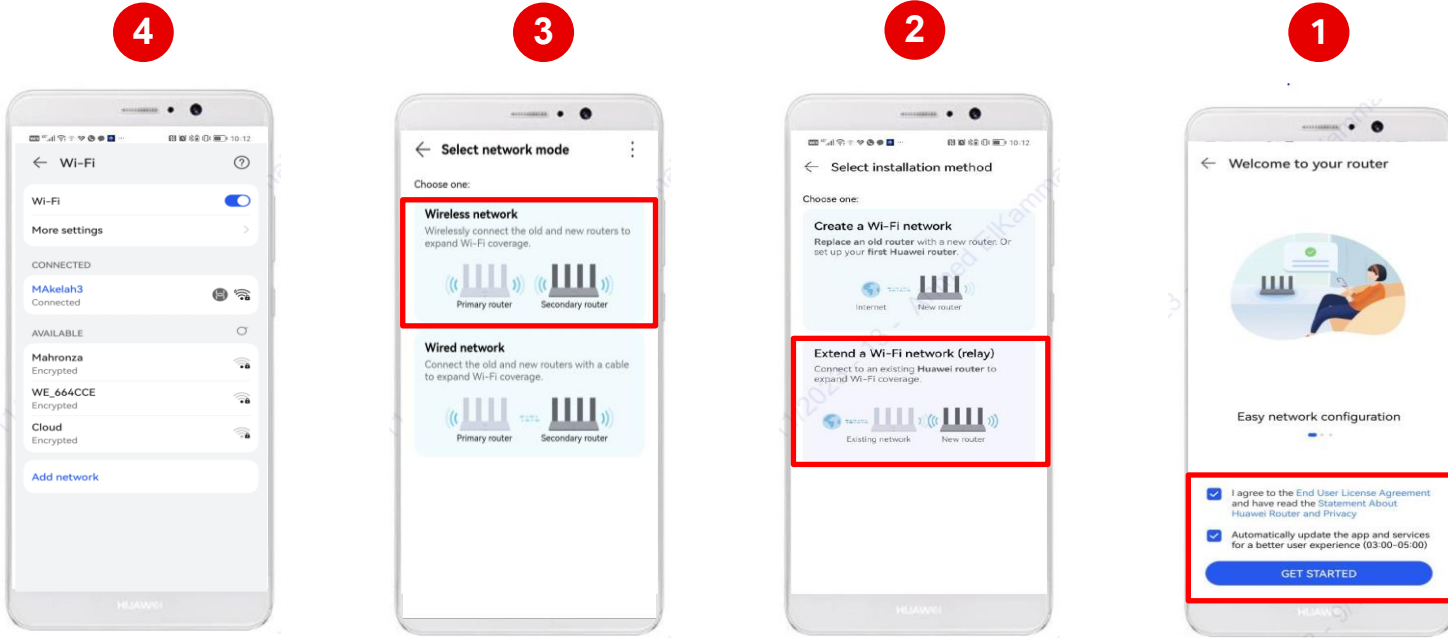 4
10:12
Wi-Fi
Wi-Fi
More settings
CONNECTED
MAkelah3
Connected
AVAILABLE
Mahronza
Encrypted
WE_664CCE
Encrypted
Cloud
Encrypted
Add network
HUAWEI
3
Select network mode
Choose one:
Wireless network
Wirelessly connect the old and new routers to
expand Wi-Fi coverage.
Primary router Secondary router
Wired network
Connect the old and new routers with a cable
to expand Wi-Fi coverage.
Primary router Secondary router
2
10:12
Select installation method
Choose one:
Create a Wi-Fi network
Replace an old router with a new router. Or
set up your first Huawei router.
Internet New router
Extend a Wi-Fi network (relay)
Connect to an existing Huawei router to
expand Wi-Fi coverage.
Existing network New router
HUAWEI
1
Welcome to your router
Easy network configuration
I agree to the End User License Agreement
and have read the Statement About
Huawei Router and Privacy
Automatically update the app and services
for a better user experience (03:00-05:00)
GET STARTED
HUAWEI